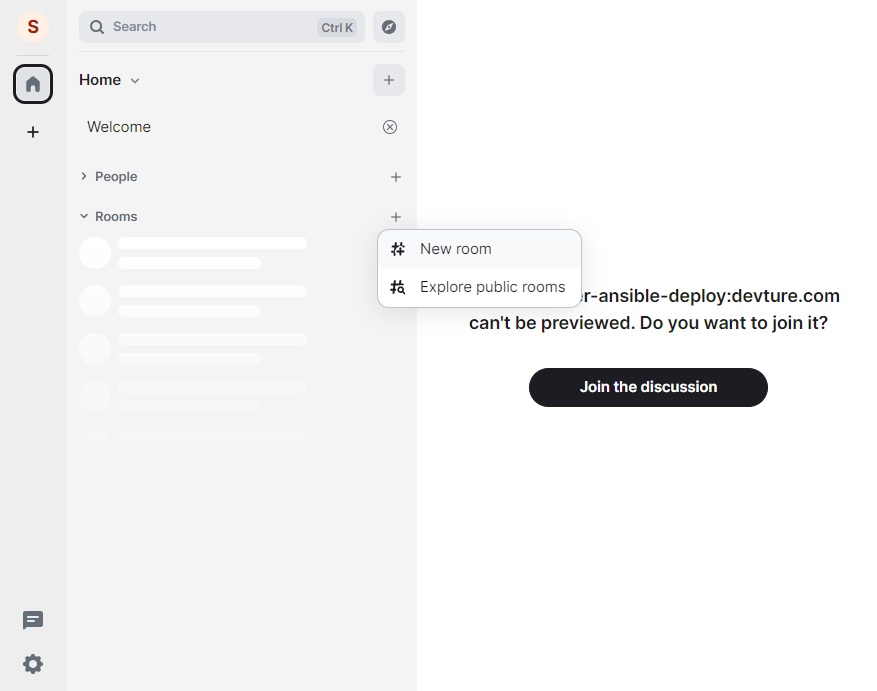 S
Search
Ctrl K
Home
Welcome
People
Rooms
New room
Explore public rooms
r-ansible-deploy:devture.com
can't be previewed. Do you want to join it?
Join the discussion